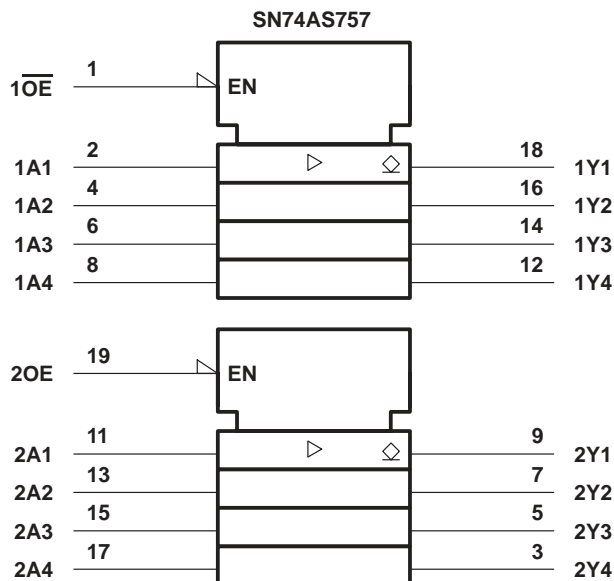 SN74AS757
1O̅E̅ 1 EN
1A1 2 18 1Y1
1A2 4 16 1Y2
1A3 6 14 1Y3
1A4 8 12 1Y4
2OE 19 EN
2A1 11 9 2Y1
2A2 13 7 2Y2
2A3 15 5 2Y3
2A4 17 3 2Y4